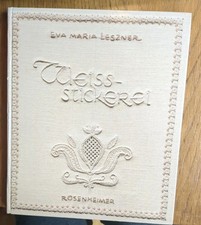 EVA MARIA LESZNER
WEISS-
STICKEREI
ROSENHEIMER